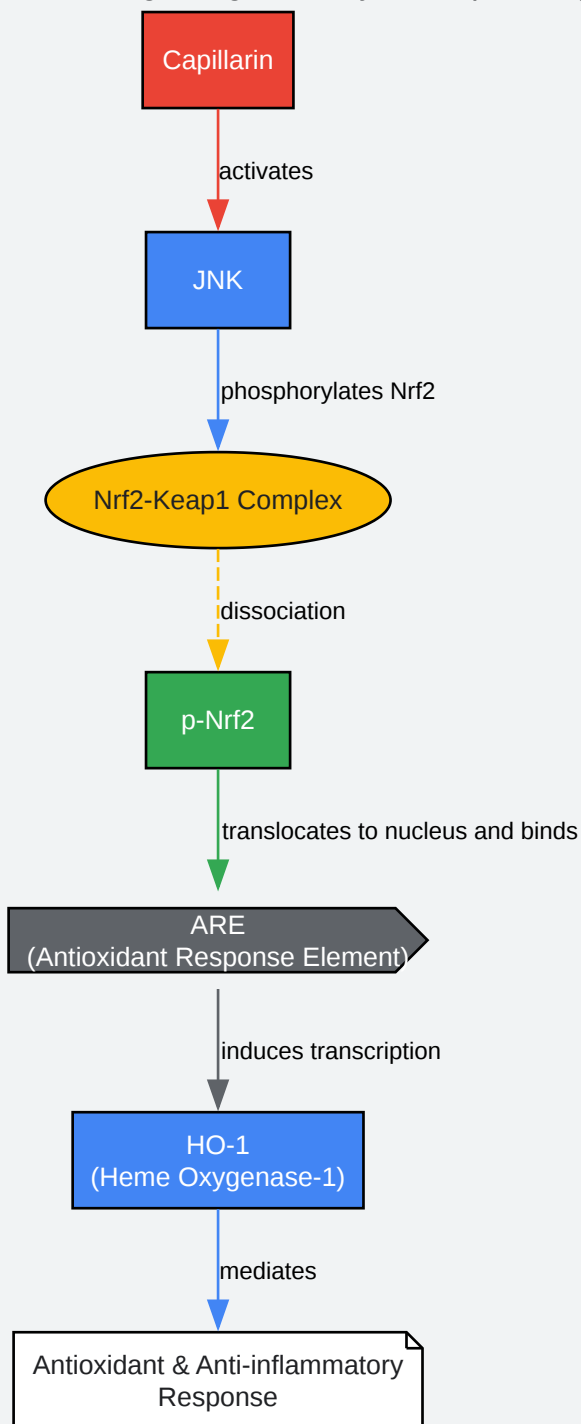 Capillarin
activates
JNK
phosphorylates Nrf2
Nrf2-Keap1 Complex
dissociation
p-Nrf2
translocates to nucleus and binds
ARE
(Antioxidant Response Element)
induces transcription
HO-1
(Heme Oxygenase-1)
mediates
Antioxidant & Anti-inflammatory
Response